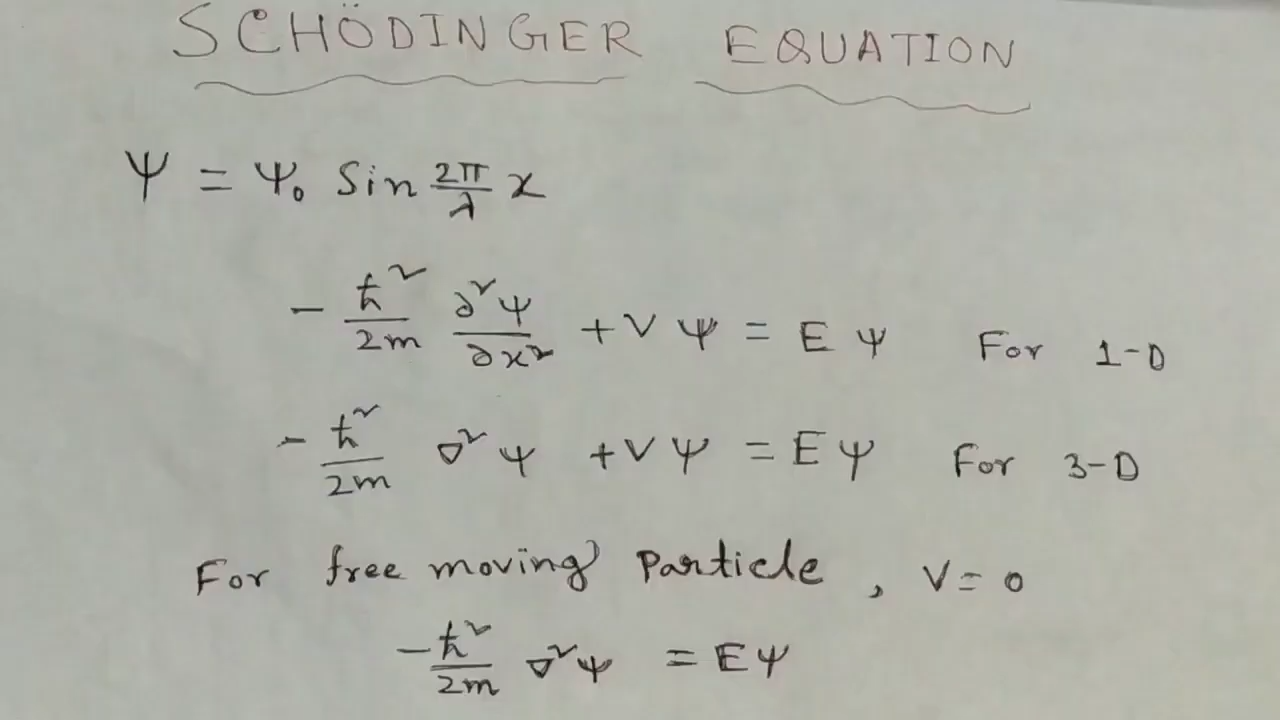 SCHÖDINGER EQUATION
Ψ = Ψ₀ Sin 2π/λ x
- ħ²/2m ∂²Ψ/∂x² + V Ψ = E Ψ For 1-D
- ħ²/2m ∇²Ψ + V Ψ = E Ψ For 3-D
For free moving Particle, V = 0
- ħ²/2m ∇²Ψ = E Ψ